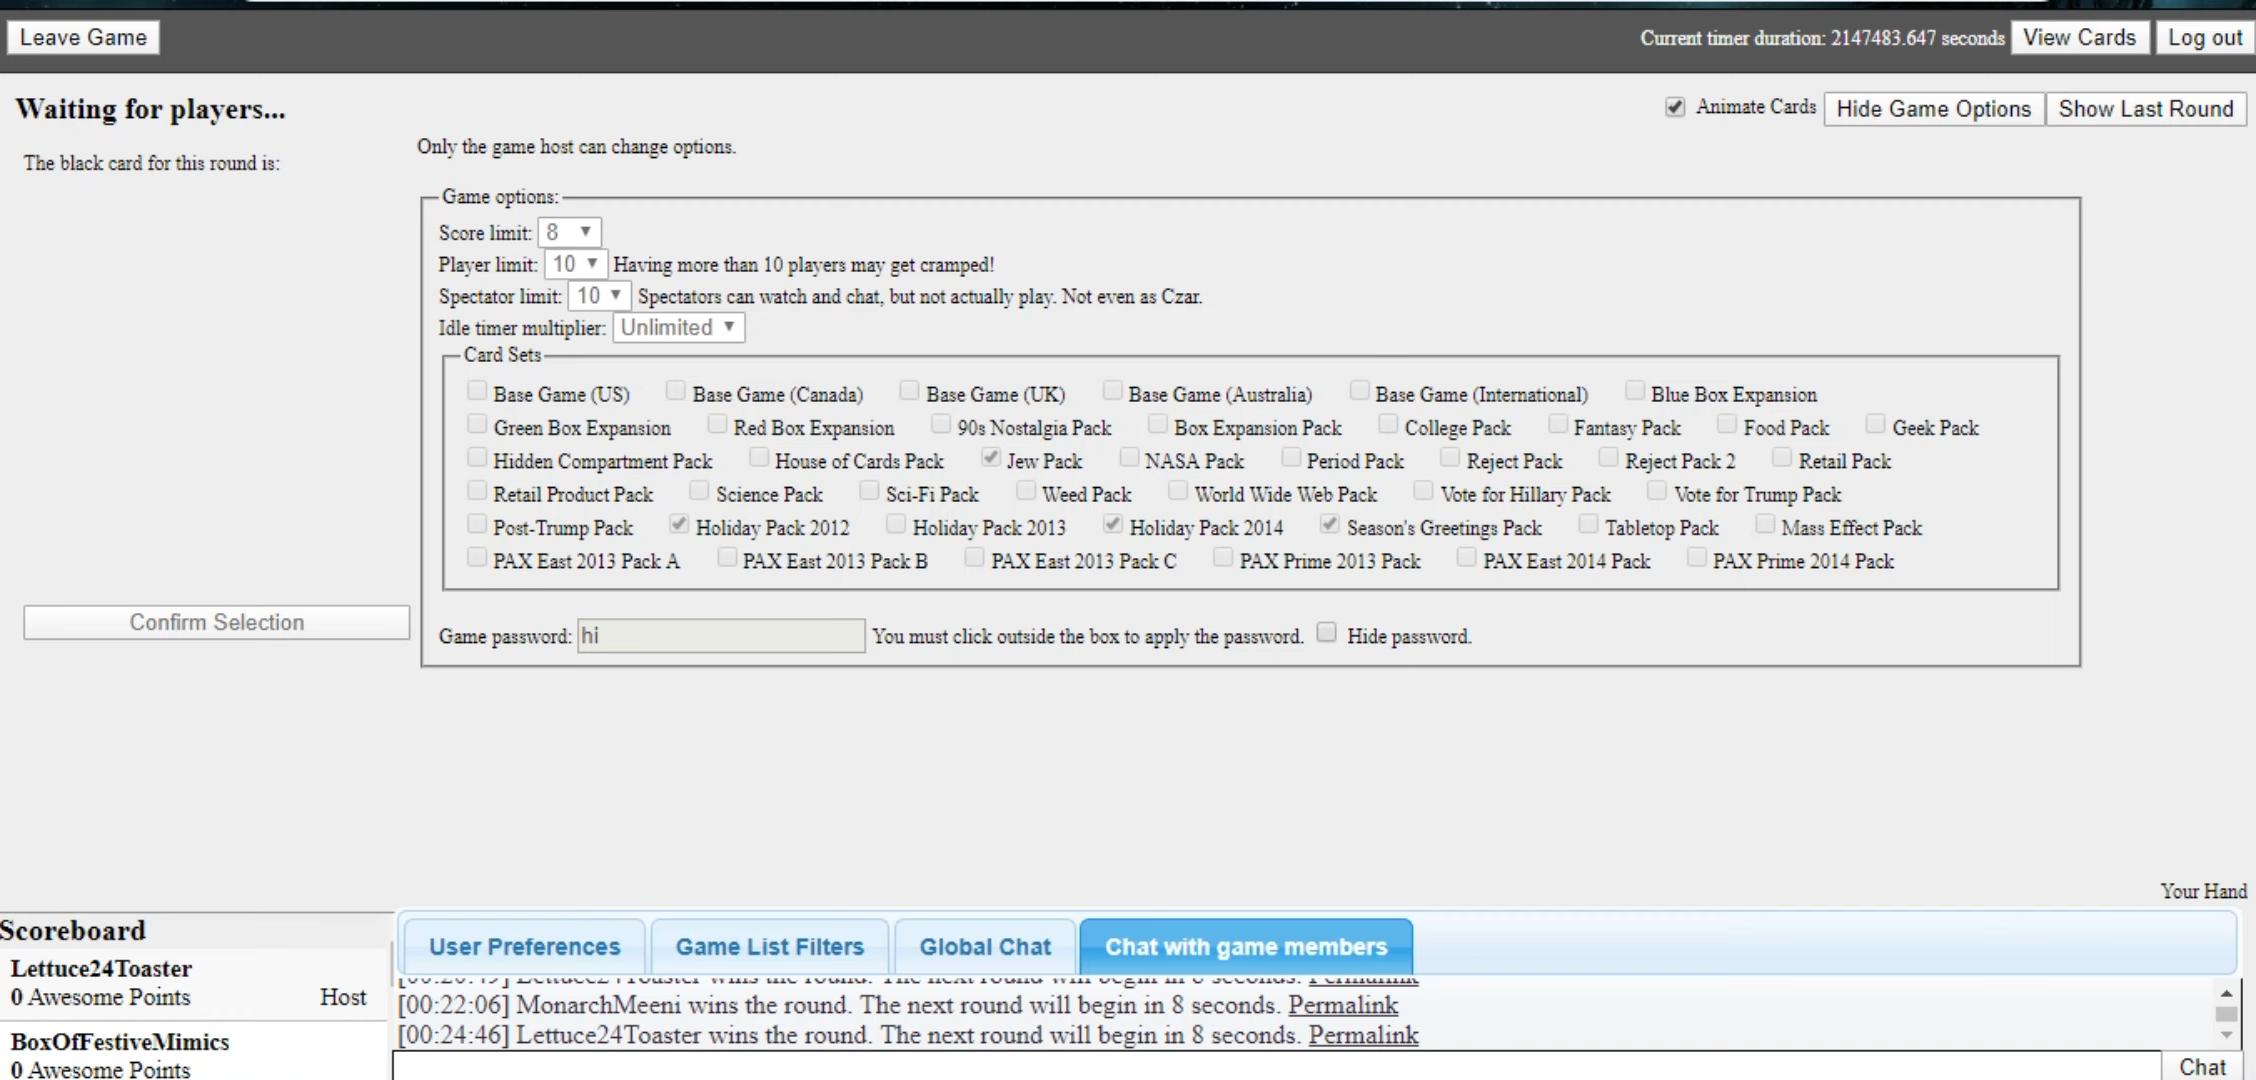 Leave Game
Current timer duration: 2147483.647 seconds View Cards Log out
Waiting for players...
Animate Cards Hide Game Options Show Last Round
Only the game host can change options.
The black card for this round is:
Game options:
Score limit: 8
Player limit: 10 Having more than 10 players may get cramped!
Spectator limit: 10 Spectators can watch and chat, but not actually play. Not even as Czar.
Idle timer multiplier: Unlimited
Card Sets
Base Game (US) Base Game (Canada) Base Game (UK) Base Game (Australia) Base Game (International) Blue Box Expansion
Green Box Expansion Red Box Expansion 90s Nostalgia Pack Box Expansion Pack College Pack Fantasy Pack Food Pack Geek Pack
Hidden Compartment Pack House of Cards Pack Jew Pack NASA Pack Period Pack Reject Pack Reject Pack 2 Retail Pack
Retail Product Pack Science Pack Sci-Fi Pack Weed Pack World Wide Web Pack Vote for Hillary Pack Vote for Trump Pack
Post-Trump Pack Holiday Pack 2012 Holiday Pack 2013 Holiday Pack 2014 Season's Greetings Pack Tabletop Pack Mass Effect Pack
PAX East 2013 Pack A PAX East 2013 Pack B PAX East 2013 Pack C PAX Prime 2013 Pack PAX East 2014 Pack PAX Prime 2014 Pack
Confirm Selection
Game password: hi You must click outside the box to apply the password. Hide password.
Your Hand
Scoreboard
Lettuce24Toaster
0 Awesome Points Host
BoxOfFestiveMimics
0 Awesome Points
User Preferences Game List Filters Global Chat Chat with game members
Lettuce24Toaster wins the round. The next round will begin in 8 seconds. Permalink
[00:22:06] MonarchMeeni wins the round. The next round will begin in 8 seconds. Permalink
[00:24:46] Lettuce24Toaster wins the round. The next round will begin in 8 seconds. Permalink
Chat